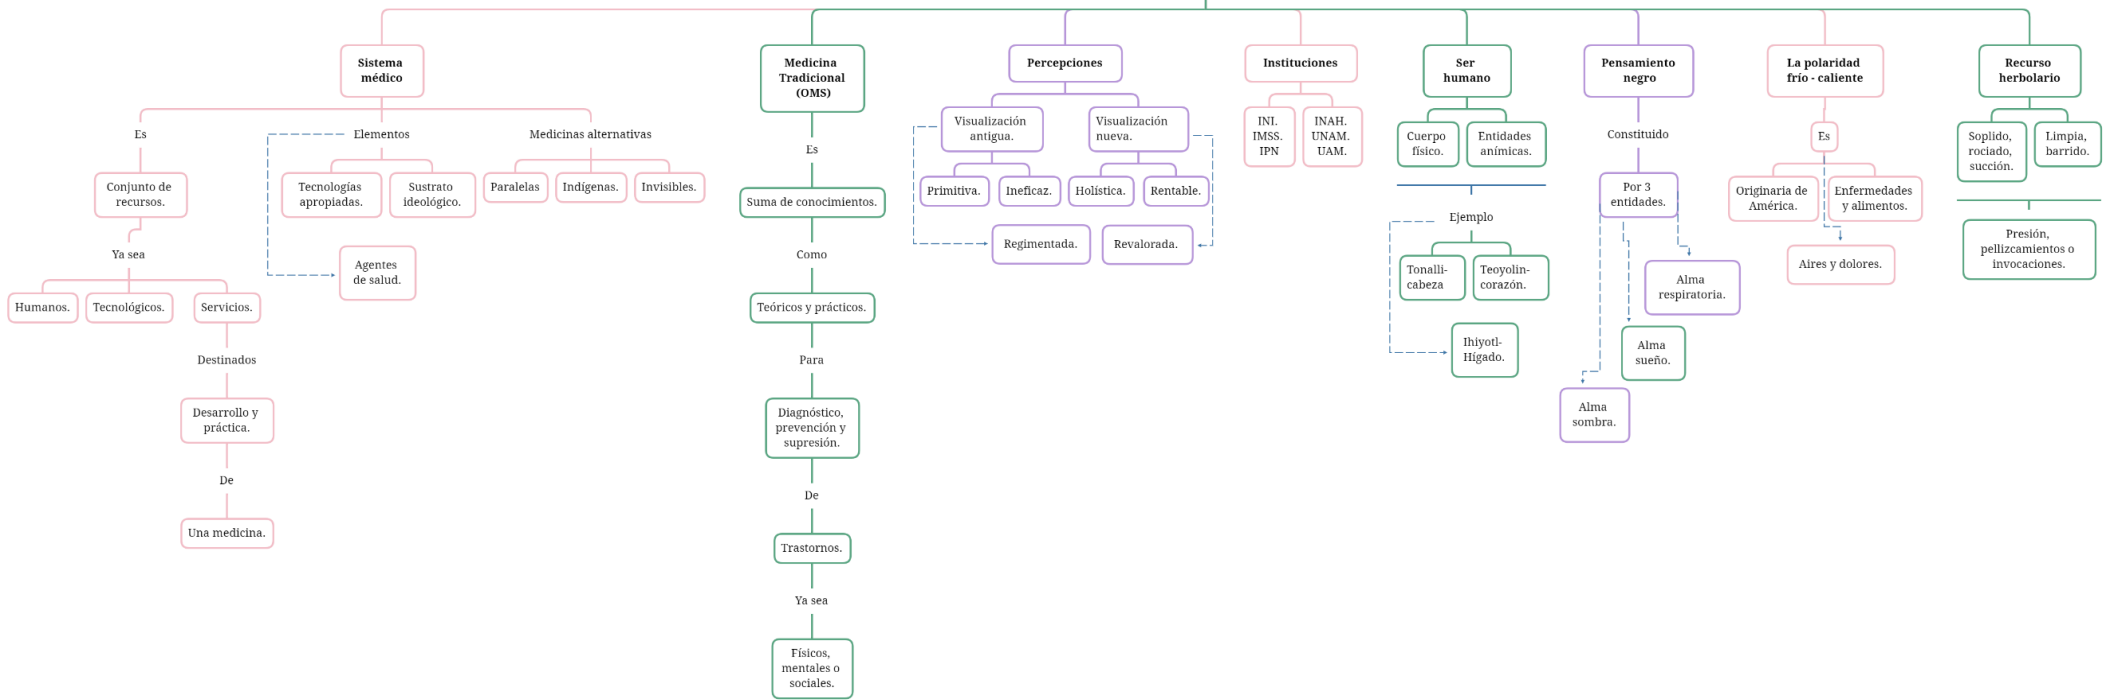 Sistema
médico
Es
Conjunto de
recursos.
Ya sea
Humanos.
Tecnológicos.
Servicios.
Destinados
Desarrollo y
práctica.
De
Una medicina.
Elementos
Tecnologías
apropiadas.
Sustrato
ideológico.
Agentes
de salud.
Medicinas alternativas
Paralelas
Indígenas.
Invisibles.
Medicina
Tradicional
(OMS)
Es
Suma de conocimientos.
Como
Teóricos y prácticos.
Para
Diagnóstico,
prevención y
supresión.
De
Trastornos.
Ya sea
Físicos,
mentales o
sociales.
Percepciones
Visualización
antigua.
Primitiva.
Ineficaz.
Regimentada.
Visualización
nueva.
Holística.
Rentable.
Revalorada.
Instituciones
INI.
IMSS.
IPN
INAH.
UNAM.
UAM.
Ser
humano
Cuerpo
físico.
Entidades
anímicas.
Ejemplo
Tonalli-
cabeza
Teoyolin-
corazón.
Ihiyotl-
Hígado.
Pensamiento
negro
Constituido
Por 3
entidades.
Alma
respiratoria.
Alma
sueño.
Alma
sombra.
La polaridad
frío - caliente
Es
Originaria de
América.
Enfermedades
y alimentos.
Aires y dolores.
Recurso
herbolario
Soplido,
rociado,
succión.
Limpia,
barrido.
Presión,
pellizcamientos o
invocaciones.